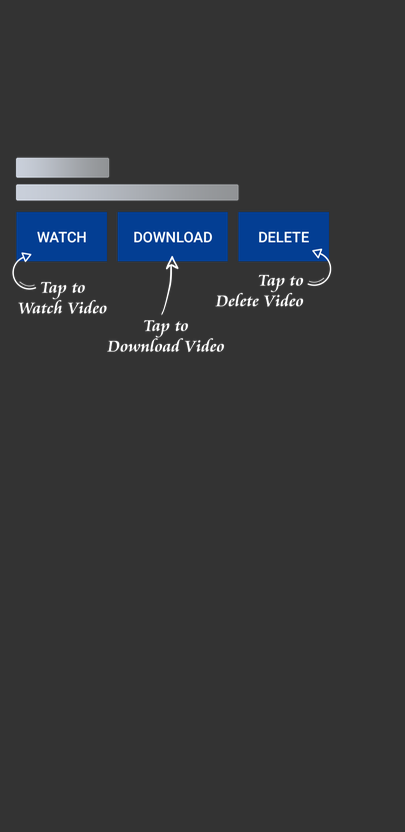 WATCH DOWNLOAD DELETE
Tap to
Watch Video
Tap to
Download Video
Tap to
Delete Video